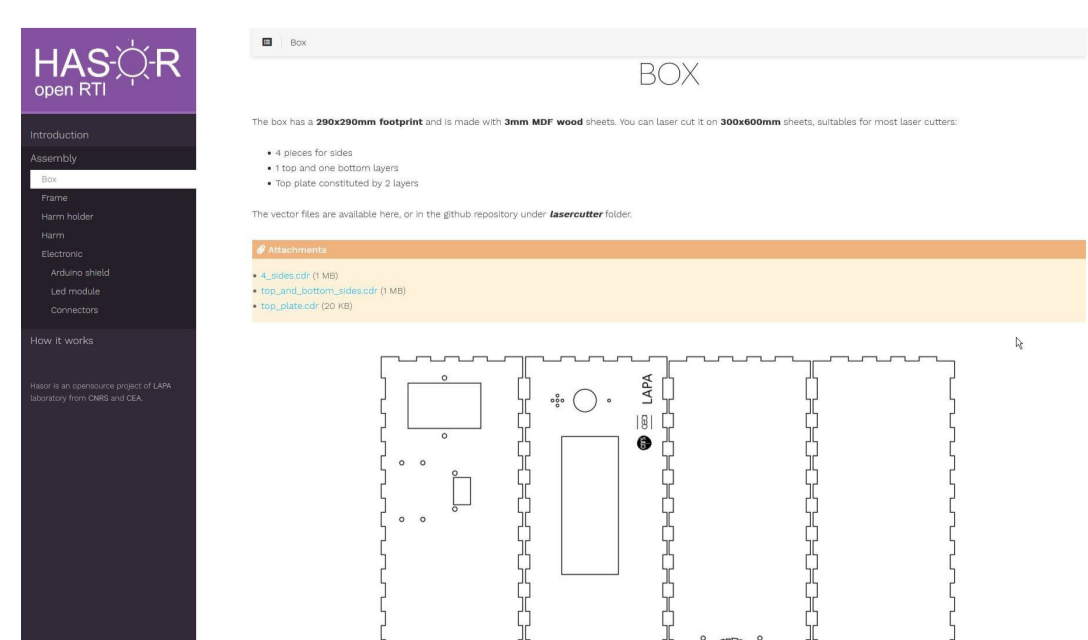 HAS-R
open RTI
Introduction
Assembly
Box
Frame
Harm holder
Harm
Electronic
Arduino shield
Led module
Connectors
How it works
Hasor is an opensource project of LAPA
laboratory from CNRS and CEA.
Box
BOX
The box has a 290x290mm footprint and is made with 3mm MDF wood sheets. You can laser cut it on 300x600mm sheets, suitables for most laser cutters:
• 4 pieces for sides
• 1 top and one bottom layers
• Top plate constituted by 2 layers
The vector files are available here, or in the github repository under lasercutter folder.
Attachments
• 4_sides.cdr (1 MB)
• top_and_bottom_sides.cdr (1 MB)
• top_plate.cdr (20 KB)
LAPA
cea
cnrs